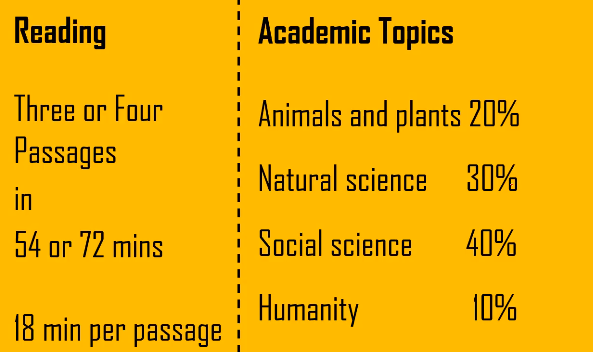 Reading
Three or Four
Passages
in
54 or 72 mins
18 min per passage
Academic Topics
Animals and plants 20%
Natural science 30%
Social science 40%
Humanity 10%